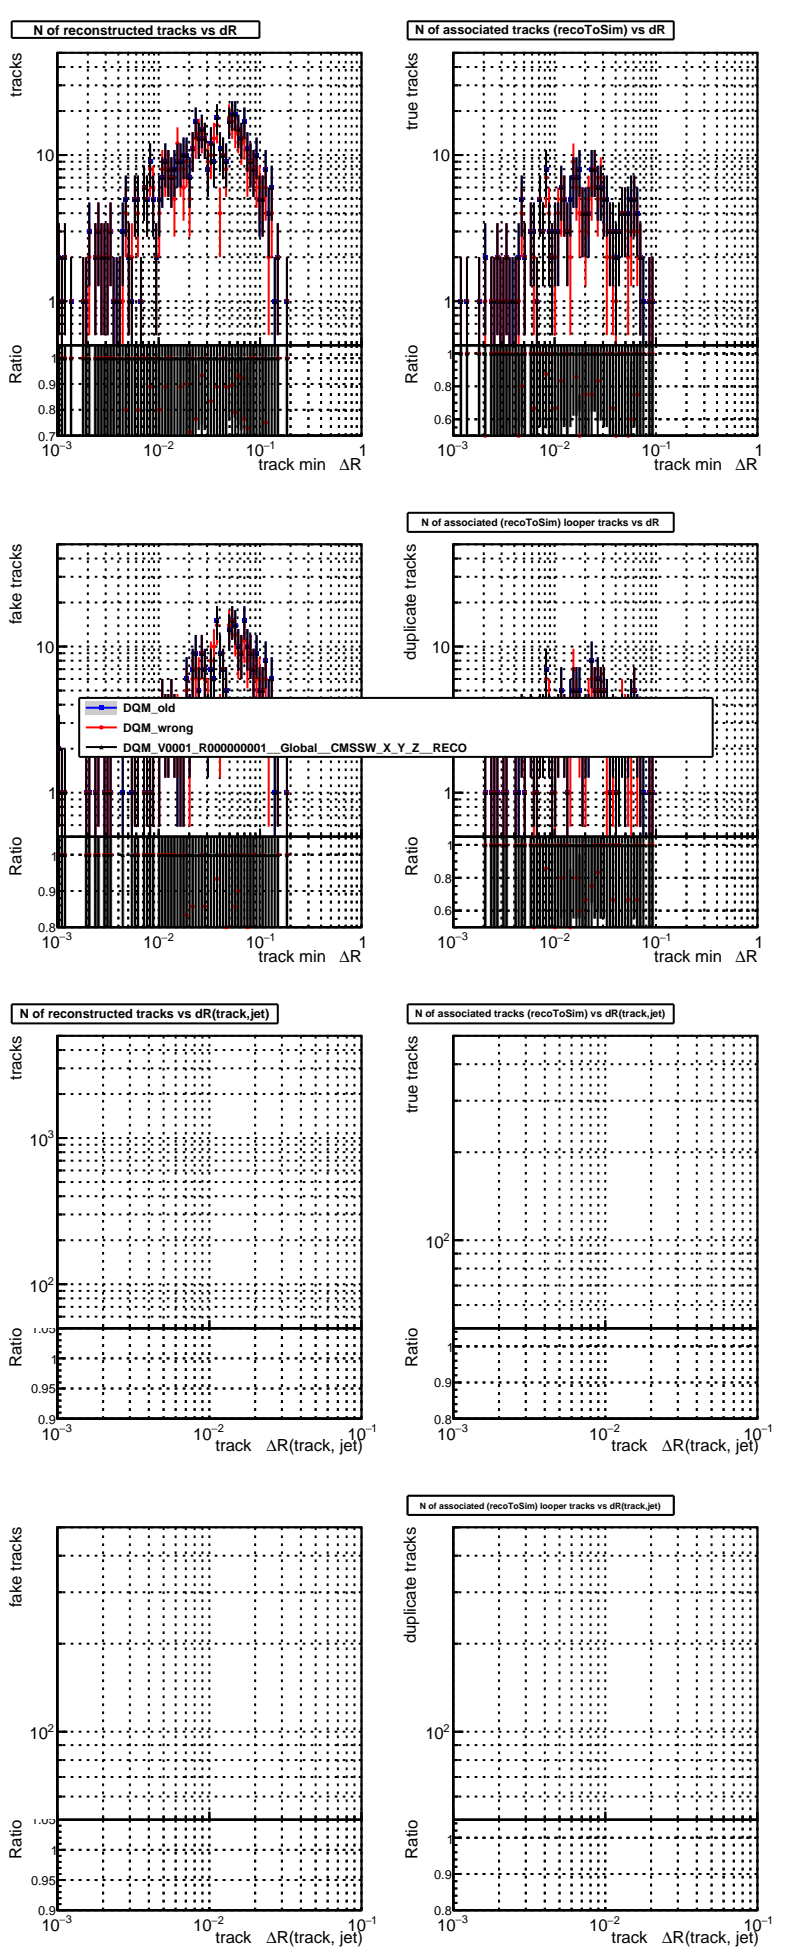 N of reconstructed tracks vs dR
N of associated tracks (recoToSim) vs dR
tracks
10
1
Ratio
1
0.9
0.8
0.7
10⁻³ 10⁻² 10⁻¹ 1
track min ΔR
true tracks
10
1
Ratio
1
0.8
0.6
10⁻³ 10⁻² 10⁻¹ 1
track min ΔR
N of associated (recoToSim) looper tracks vs dR
fake tracks
10
1
Ratio
1
0.9
0.8
10⁻³ 10⁻² 10⁻¹ 1
track min ΔR
duplicate tracks
10
1
Ratio
1
0.8
0.6
10⁻³ 10⁻² 10⁻¹ 1
track min ΔR
DQM_old
DQM_wrong
DQM_V0001_R000000001__Global__CMSSW_X_Y_Z__RECO
N of reconstructed tracks vs dR(track,jet)
N of associated tracks (recoToSim) vs dR(track,jet)
tracks
10³
10²
Ratio
1.05
1
0.95
0.9
10⁻³ 10⁻² 10⁻¹
track ΔR(track, jet)
true tracks
10²
Ratio
1
0.9
0.8
10⁻³ 10⁻² 10⁻¹
track ΔR(track, jet)
N of associated (recoToSim) looper tracks vs dR(track,jet)
fake tracks
10²
Ratio
1.05
1
0.95
0.9
10⁻³ 10⁻² 10⁻¹
track ΔR(track, jet)
duplicate tracks
10²
Ratio
1
0.9
0.8
10⁻³ 10⁻² 10⁻¹
track ΔR(track, jet)